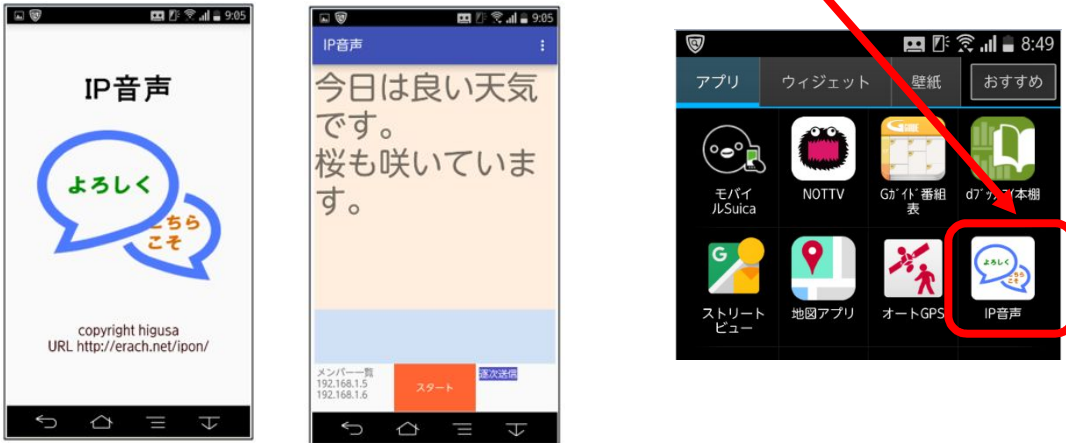 9:05
IP音声
よろしく
こちら
こそ
copyright higusa
URL http://erach.net/ipon/
9:05
IP音声
今日は良い天気
です。
桜も咲いていま
す。
メンバー一覧
192.168.1.5
192.168.1.6
スタート
逐次送信
8:49
アプリ
ウィジェット
壁紙
おすすめ
モバイ
ルSuica
NOTTV
G GUIDE
Gガイド番組
表
本棚
G
ストリート
ビュー
地図アプリ
オートGPS
よろしく
こちら
こそ
IP音声